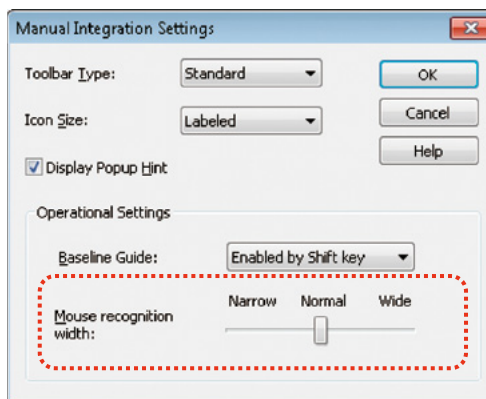 Manual Integration Settings
Toolbar Type: Standard OK
Icon Size: Labeled Cancel
Display Popup Hint Help
Operational Settings
Baseline Guide: Enabled by Shift key
Narrow Normal Wide
Mouse recognition
width: